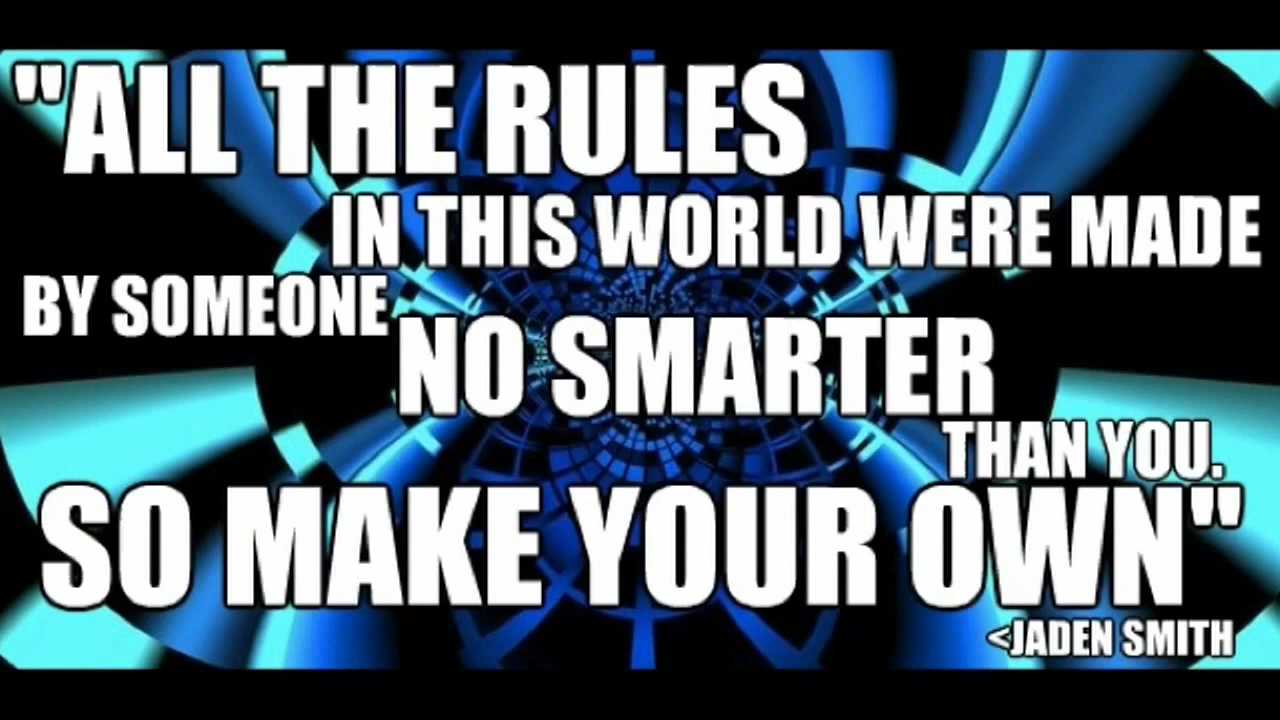 "ALL THE RULES
IN THIS WORLD WERE MADE
BY SOMEONE
NO SMARTER
THAN YOU.
SO MAKE YOUR OWN"
<JADEN SMITH